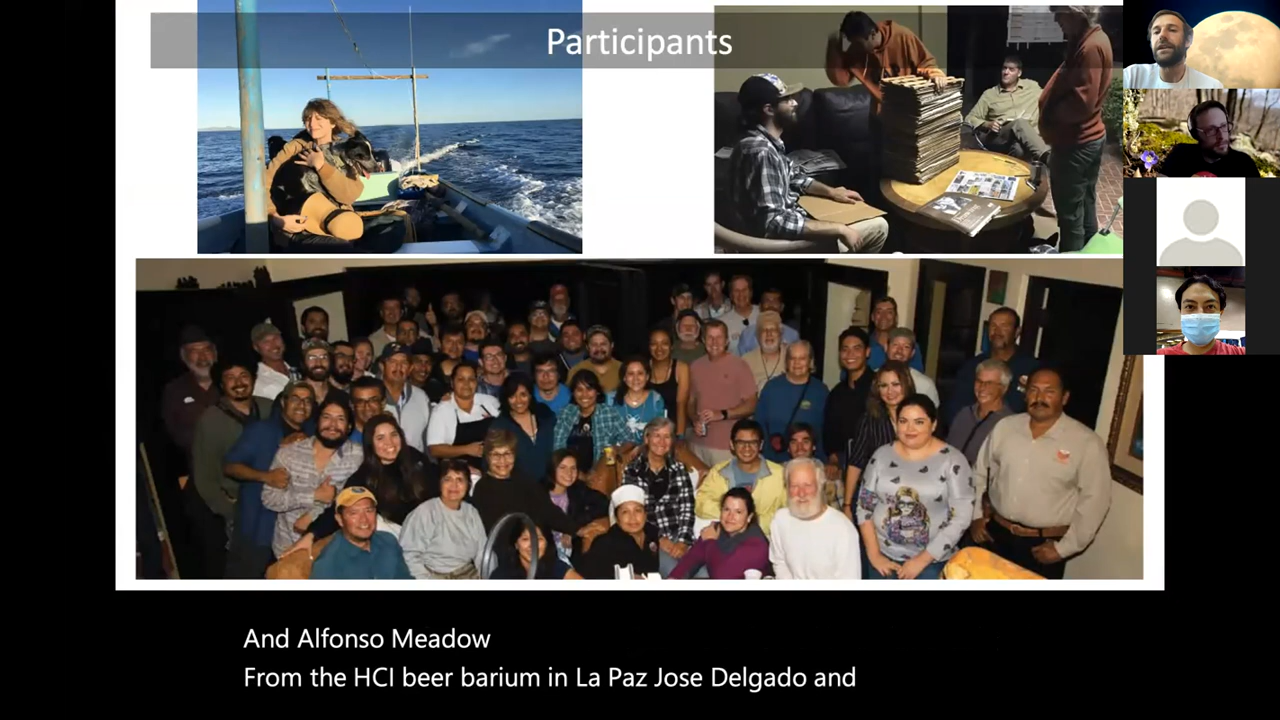 Participants
And Alfonso Meadow
From the HCI beer barium in La Paz Jose Delgado and